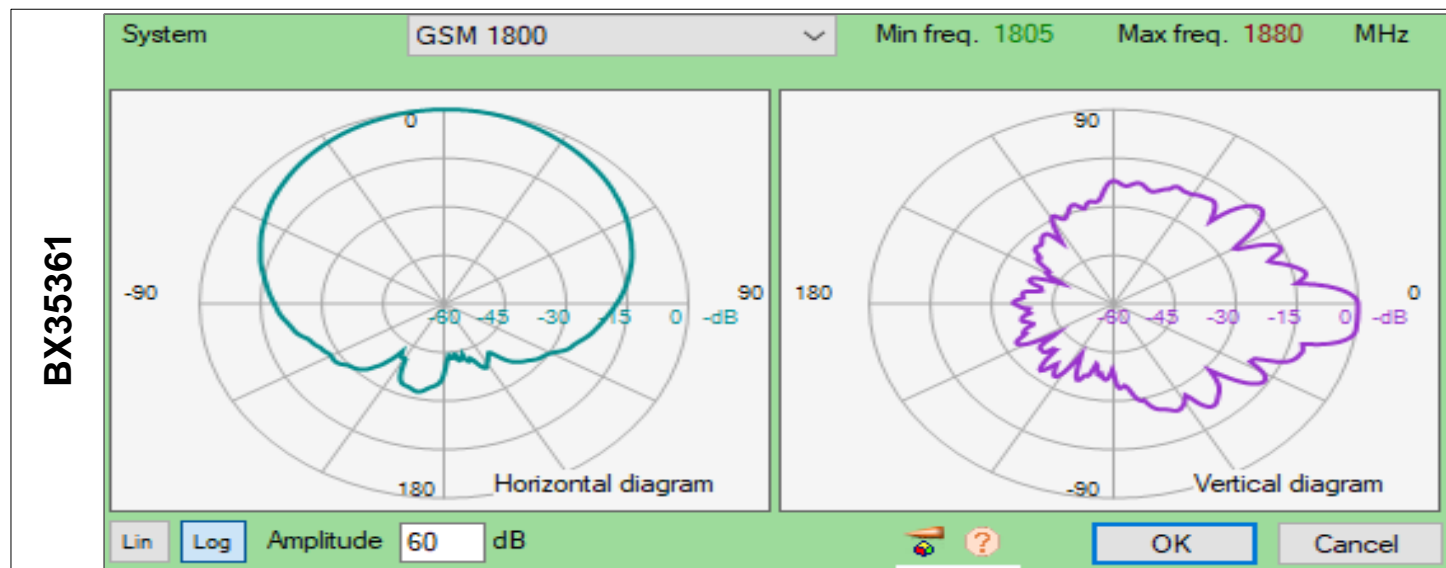 BX35361
System GSM 1800 Min freq. 1805 Max freq. 1880 MHz
0
-90 90
-60 -45 -30 -15 0 -dB
180 Horizontal diagram
90
180 0
-60 -45 -30 -15 0 -dB
-90 Vertical diagram
Lin Log Amplitude 60 dB ? OK Cancel